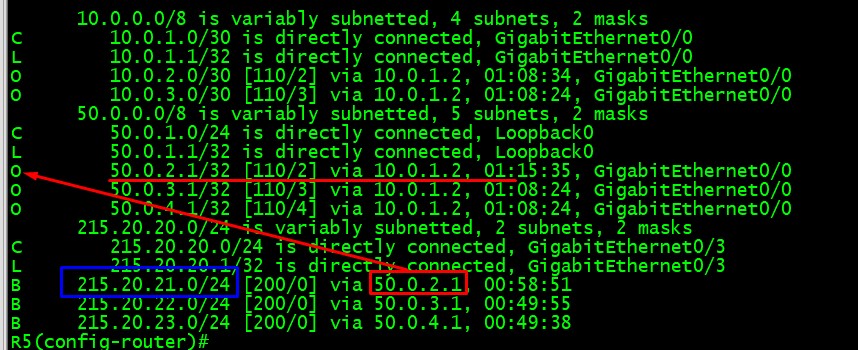 10.0.0.0/8 is variably subnetted, 4 subnets, 2 masks
C 10.0.1.0/30 is directly connected, GigabitEthernet0/0
L 10.0.1.1/32 is directly connected, GigabitEthernet0/0
O 10.0.2.0/30 [110/2] via 10.0.1.2, 01:08:34, GigabitEthernet0/0
O 10.0.3.0/30 [110/3] via 10.0.1.2, 01:08:24, GigabitEthernet0/0
50.0.0.0/8 is variably subnetted, 5 subnets, 2 masks
C 50.0.1.0/24 is directly connected, Loopback0
L 50.0.1.1/32 is directly connected, Loopback0
O 50.0.2.1/32 [110/2] via 10.0.1.2, 01:15:35, GigabitEthernet0/0
O 50.0.3.1/32 [110/3] via 10.0.1.2, 01:08:24, GigabitEthernet0/0
O 50.0.4.1/32 [110/4] via 10.0.1.2, 01:08:24, GigabitEthernet0/0
215.20.20.0/24 is variably subnetted, 2 subnets, 2 masks
C 215.20.20.0/24 is directly connected, GigabitEthernet0/3
L 215.20.20.1/32 is directly connected, GigabitEthernet0/3
B 215.20.21.0/24 [200/0] via 50.0.2.1, 00:58:51
B 215.20.22.0/24 [200/0] via 50.0.3.1, 00:49:55
B 215.20.23.0/24 [200/0] via 50.0.4.1, 00:49:38
R5(config-router)#